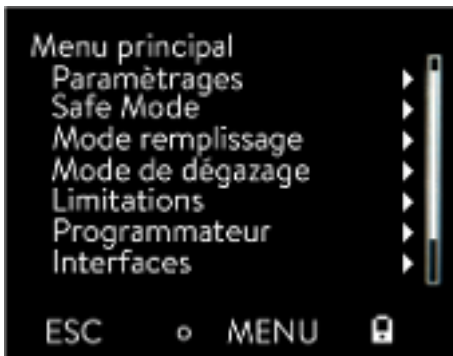 Menu principal
Paramètrages
Safe Mode
Mode remplissage
Mode de dégazage
Limitations
Programmateur
Interfaces
ESC MENU